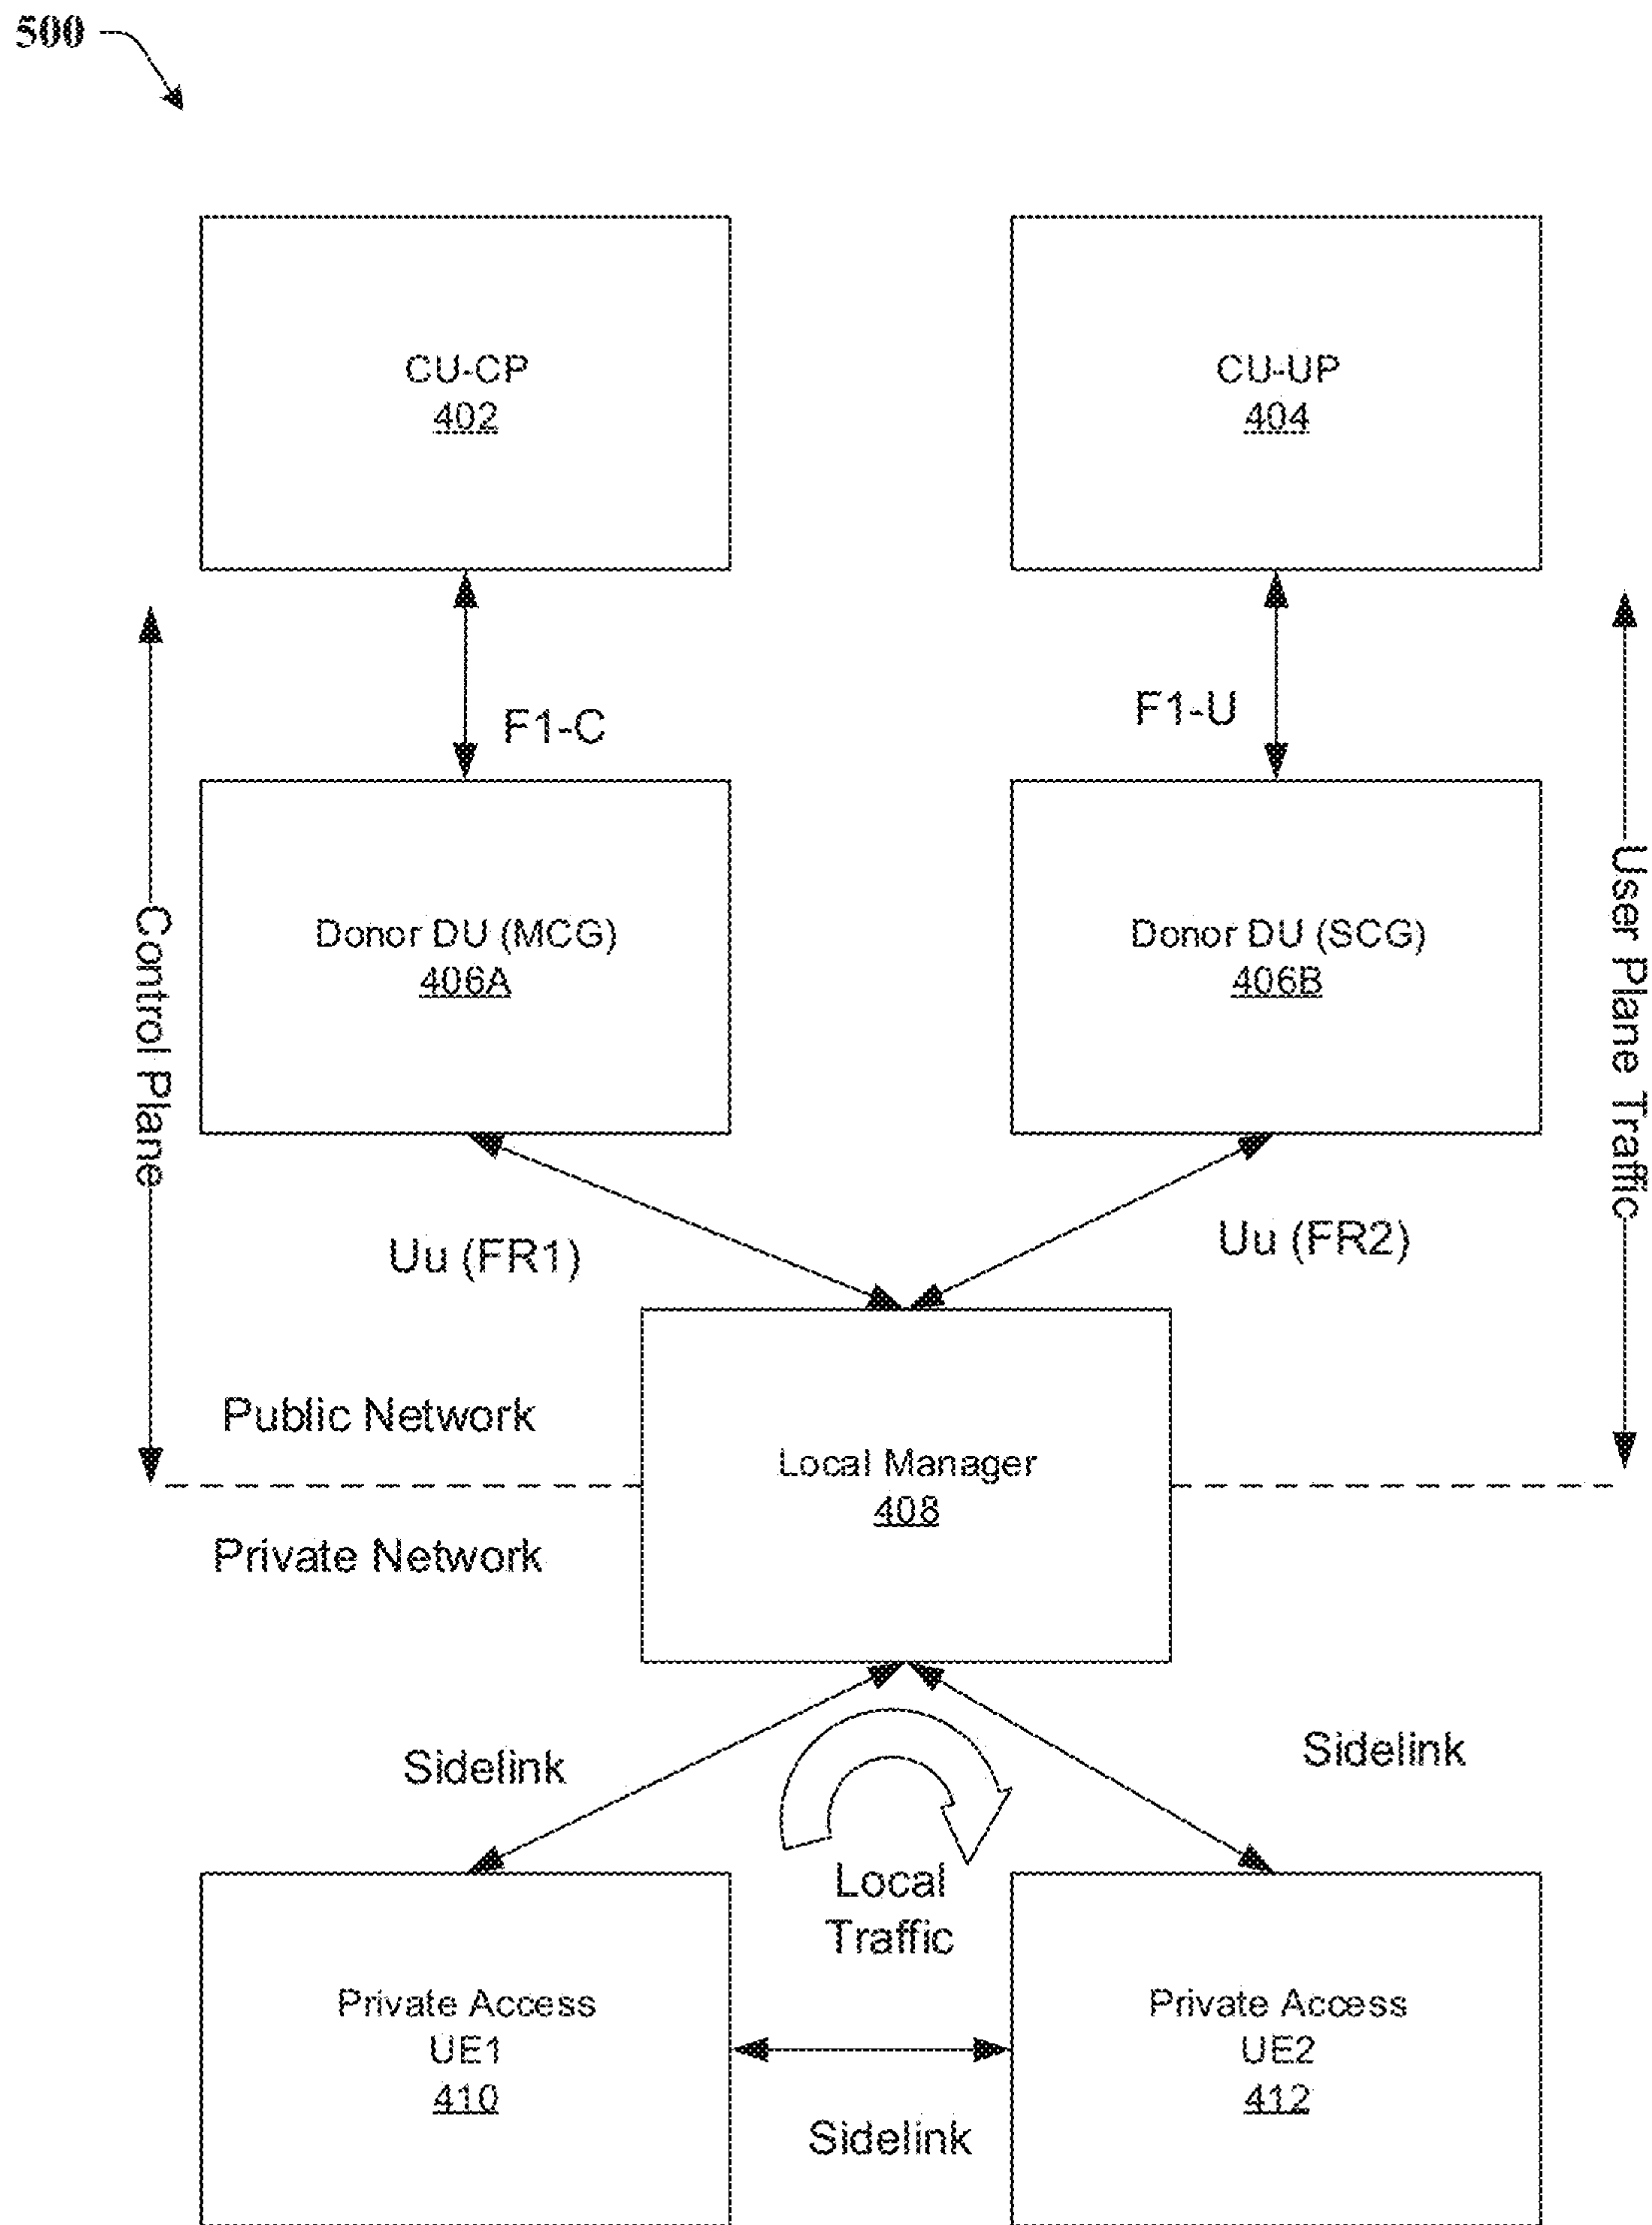 500
CU-CP
402
CU-UP
404
F1-C
F1-U
Donor DU (MCG)
406A
Donor DU (SCG)
406B
Control Plane
User Plane Traffic
Uu (FR1)
Uu (FR2)
Public Network
Local Manager
408
Private Network
Sidelink
Sidelink
Local
Traffic
Private Access
UE1
410
Private Access
UE2
412
Sidelink